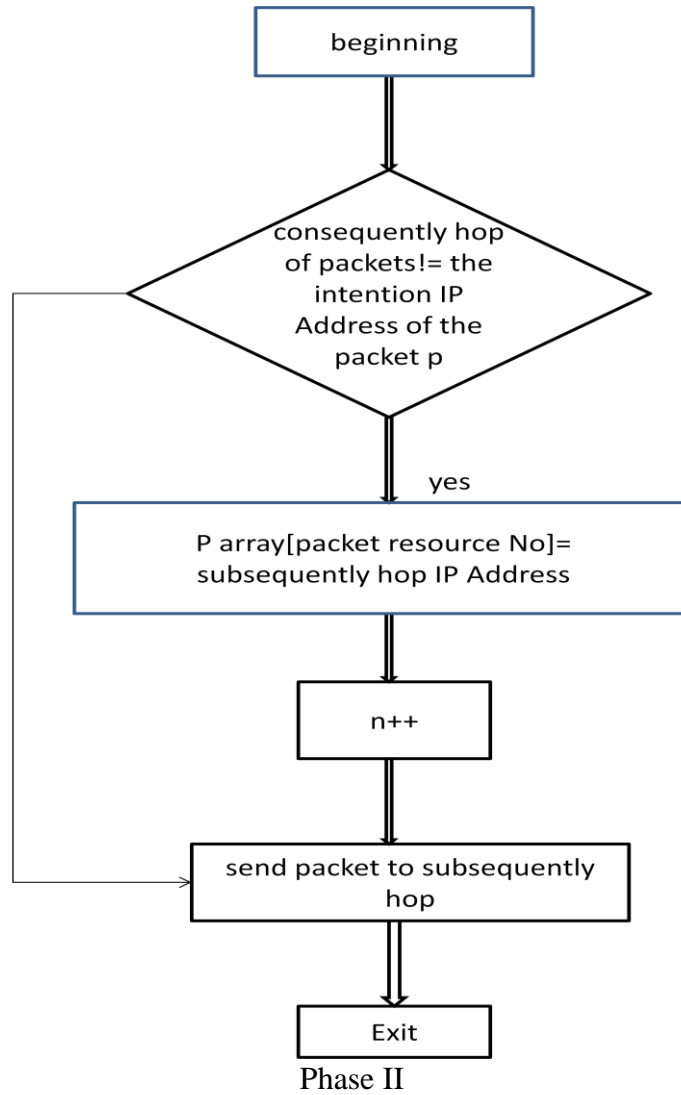 beginning
consequently hop
of packets!= the
intention IP
Address of the
packet p
yes
P array[packet resource No]=
subsequently hop IP Address
n++
send packet to subsequently
hop
Exit
Phase II